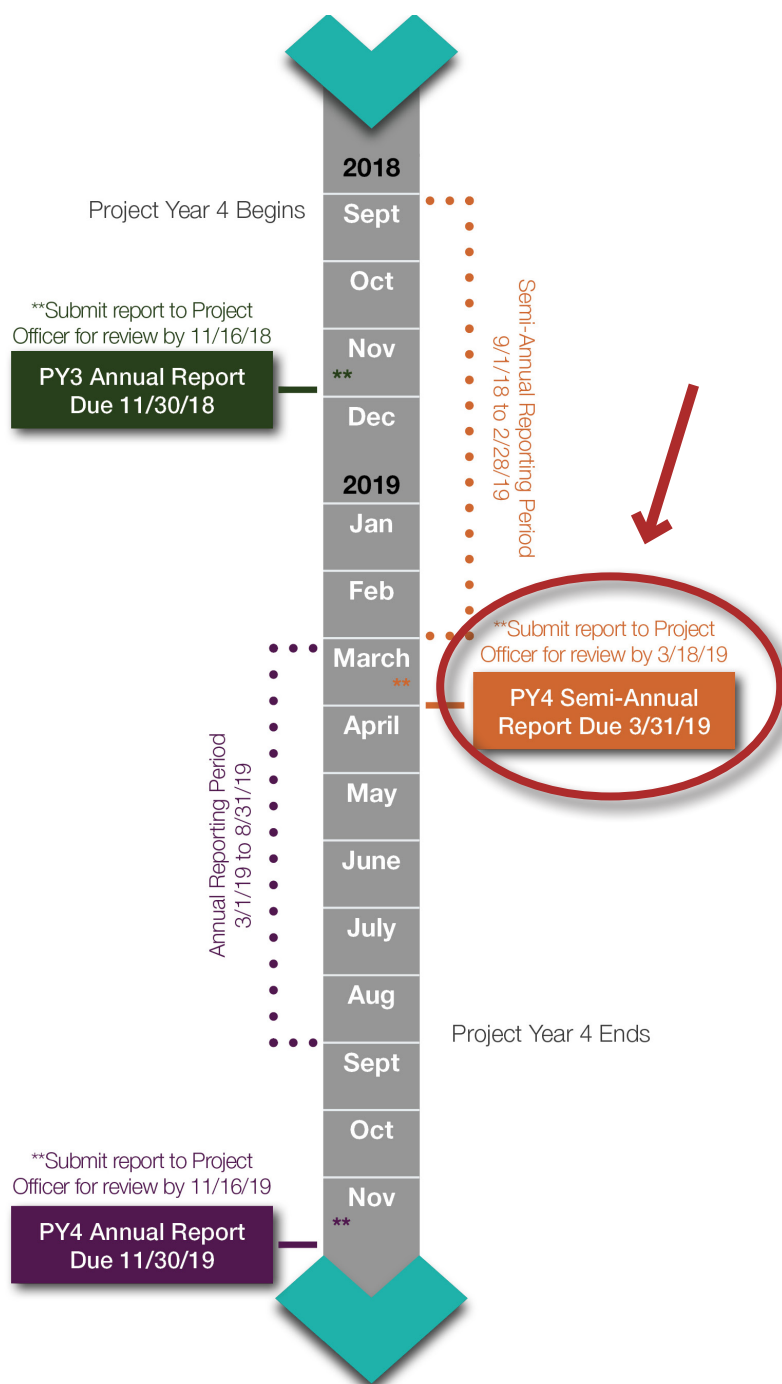 2018
Project Year 4 Begins
Sept
Oct
**Submit report to Project
Officer for review by 11/16/18
PY3 Annual Report
Due 11/30/18
Nov
**
Dec
Semi-Annual Reporting Period
9/1/18 to 2/28/19
2019
Jan
Feb
**Submit report to Project
Officer for review by 3/18/19
PY4 Semi-Annual
Report Due 3/31/19
March
**
April
May
Annual Reporting Period
3/1/19 to 8/31/19
June
July
Aug
Project Year 4 Ends
Sept
Oct
**Submit report to Project
Officer for review by 11/16/19
PY4 Annual Report
Due 11/30/19
Nov
**